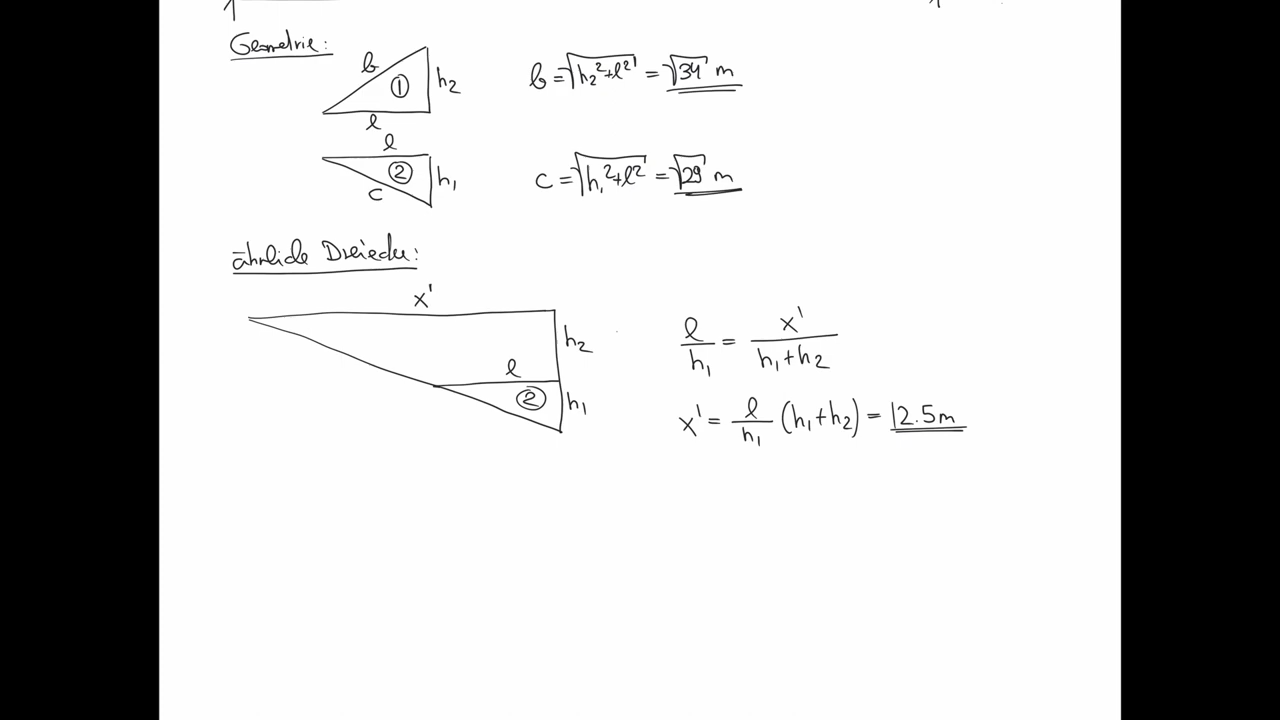 Geometrie:
b
1
h₂
l
b = √(h₂² + l²) = √34 m
l
2
h₁
c
c = √(h₁² + l²) = √29 m
ähnliche Dreiecke:
x'
h₂
l
2
h₁
l/h₁ = x'/(h₁+h₂)
x' = l/h₁ (h₁+h₂) = 12.5m